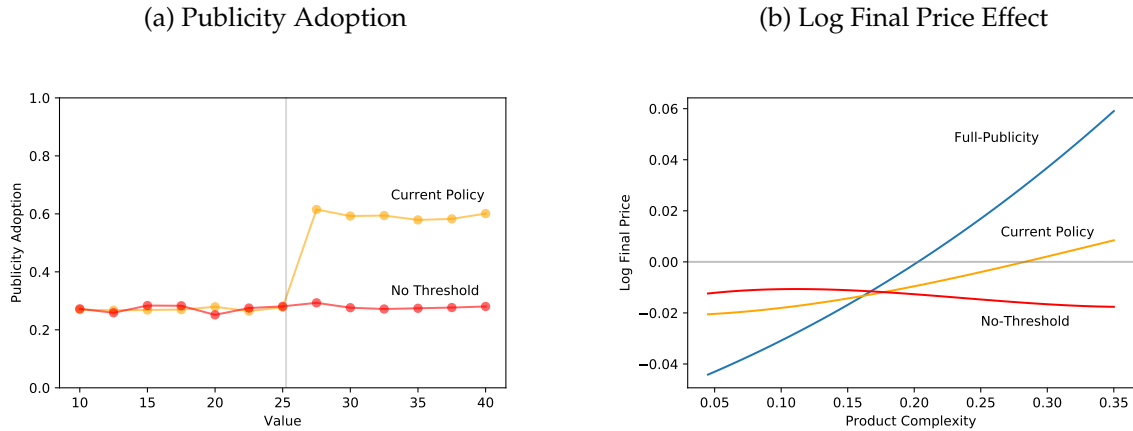 (a) Publicity Adoption
1.0
0.8
0.6
0.4
0.2
0.0
Publicity Adoption
Current Policy
No Threshold
10
15
20
25
30
35
40
Value
(b) Log Final Price Effect
0.06
0.04
0.02
0.00
−0.02
−0.04
Log Final Price
Full-Publicity
Current Policy
No-Threshold
0.05
0.10
0.15
0.20
0.25
0.30
0.35
Product Complexity